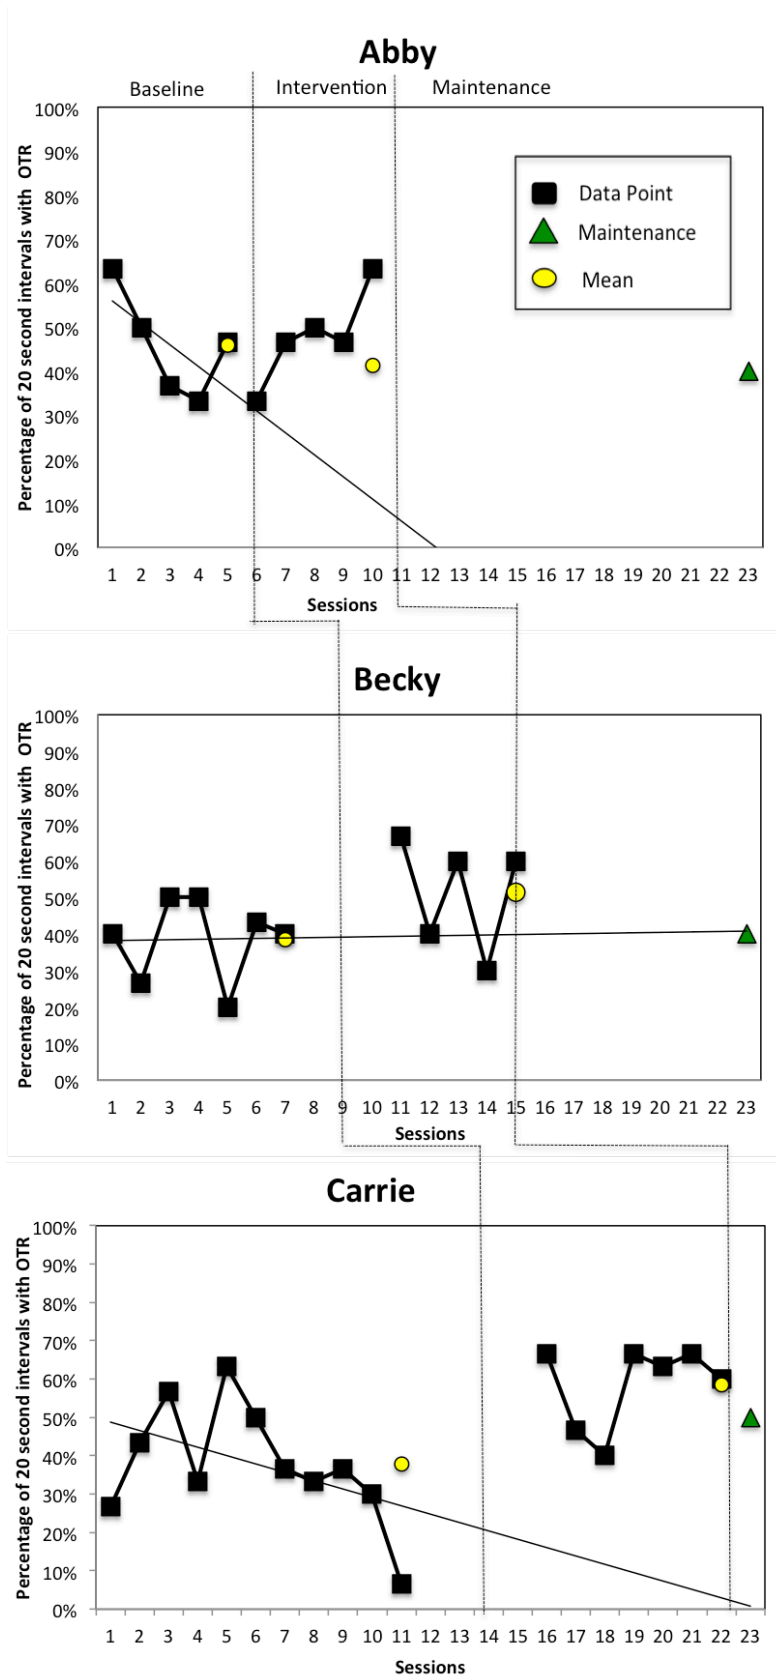 Abby
Baseline Intervention Maintenance
Percentage of 20 second intervals with OTR
100%
90%
80%
70%
60%
50%
40%
30%
20%
10%
0%
Data Point
Maintenance
Mean
1 2 3 4 5 6 7 8 9 10 11 12 13 14 15 16 17 18 19 20 21 22 23
Sessions
Becky
Percentage of 20 second intervals with OTR
100%
90%
80%
70%
60%
50%
40%
30%
20%
10%
0%
1 2 3 4 5 6 7 8 9 10 11 12 13 14 15 16 17 18 19 20 21 22 23
Sessions
Carrie
Percentage of 20 second intervals with OTR
100%
90%
80%
70%
60%
50%
40%
30%
20%
10%
0%
1 2 3 4 5 6 7 8 9 10 11 12 13 14 15 16 17 18 19 20 21 22 23
Sessions